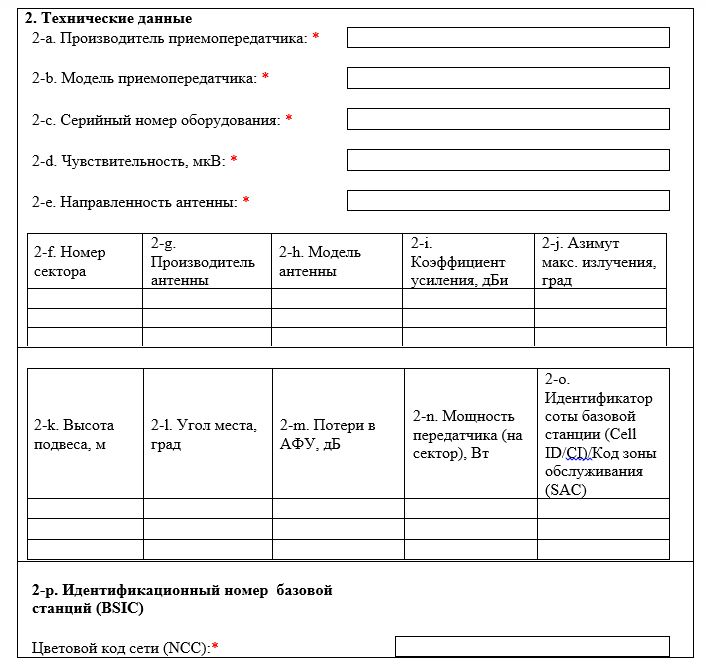 2. Технические данные
2-a. Производитель приемопередатчика: *
2-b. Модель приемопередатчика: *
2-c. Серийный номер оборудования: *
2-d. Чувствительность, мкВ: *
2-e. Направленность антенны: *
2-f. Номер
сектора
2-g.
Производитель
антенны
2-h. Модель
антенны
2-i.
Коэффициент
усиления, дБи
2-j. Азимут
макс. излучения,
град
2-k. Высота
подвеса, м
2-l. Угол места,
град
2-m. Потери в
АФУ, дБ
2-n. Мощность
передатчика (на
сектор), Вт
2-o.
Идентификатор
соты базовой
станции (Cell
ID/CI)/Код зоны
обслуживания
(SAC)
2-p. Идентификационный номер базовой
станций (BSIC)
Цветовой код сети (NCC):*